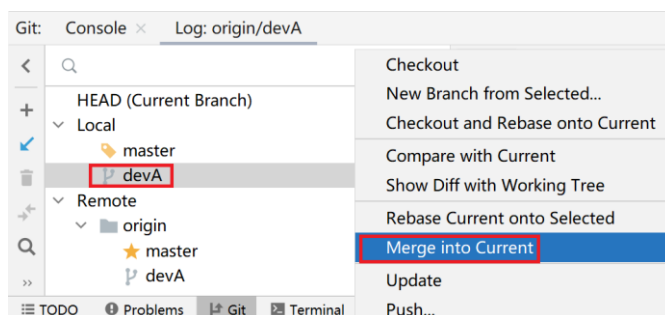 Git: Console × Log: origin/devA
HEAD (Current Branch)
Local
master
devA
Remote
origin
master
devA
Checkout
New Branch from Selected...
Checkout and Rebase onto Current
Compare with Current
Show Diff with Working Tree
Rebase Current onto Selected
Merge into Current
Update
Push...
TODO Problems Git Terminal